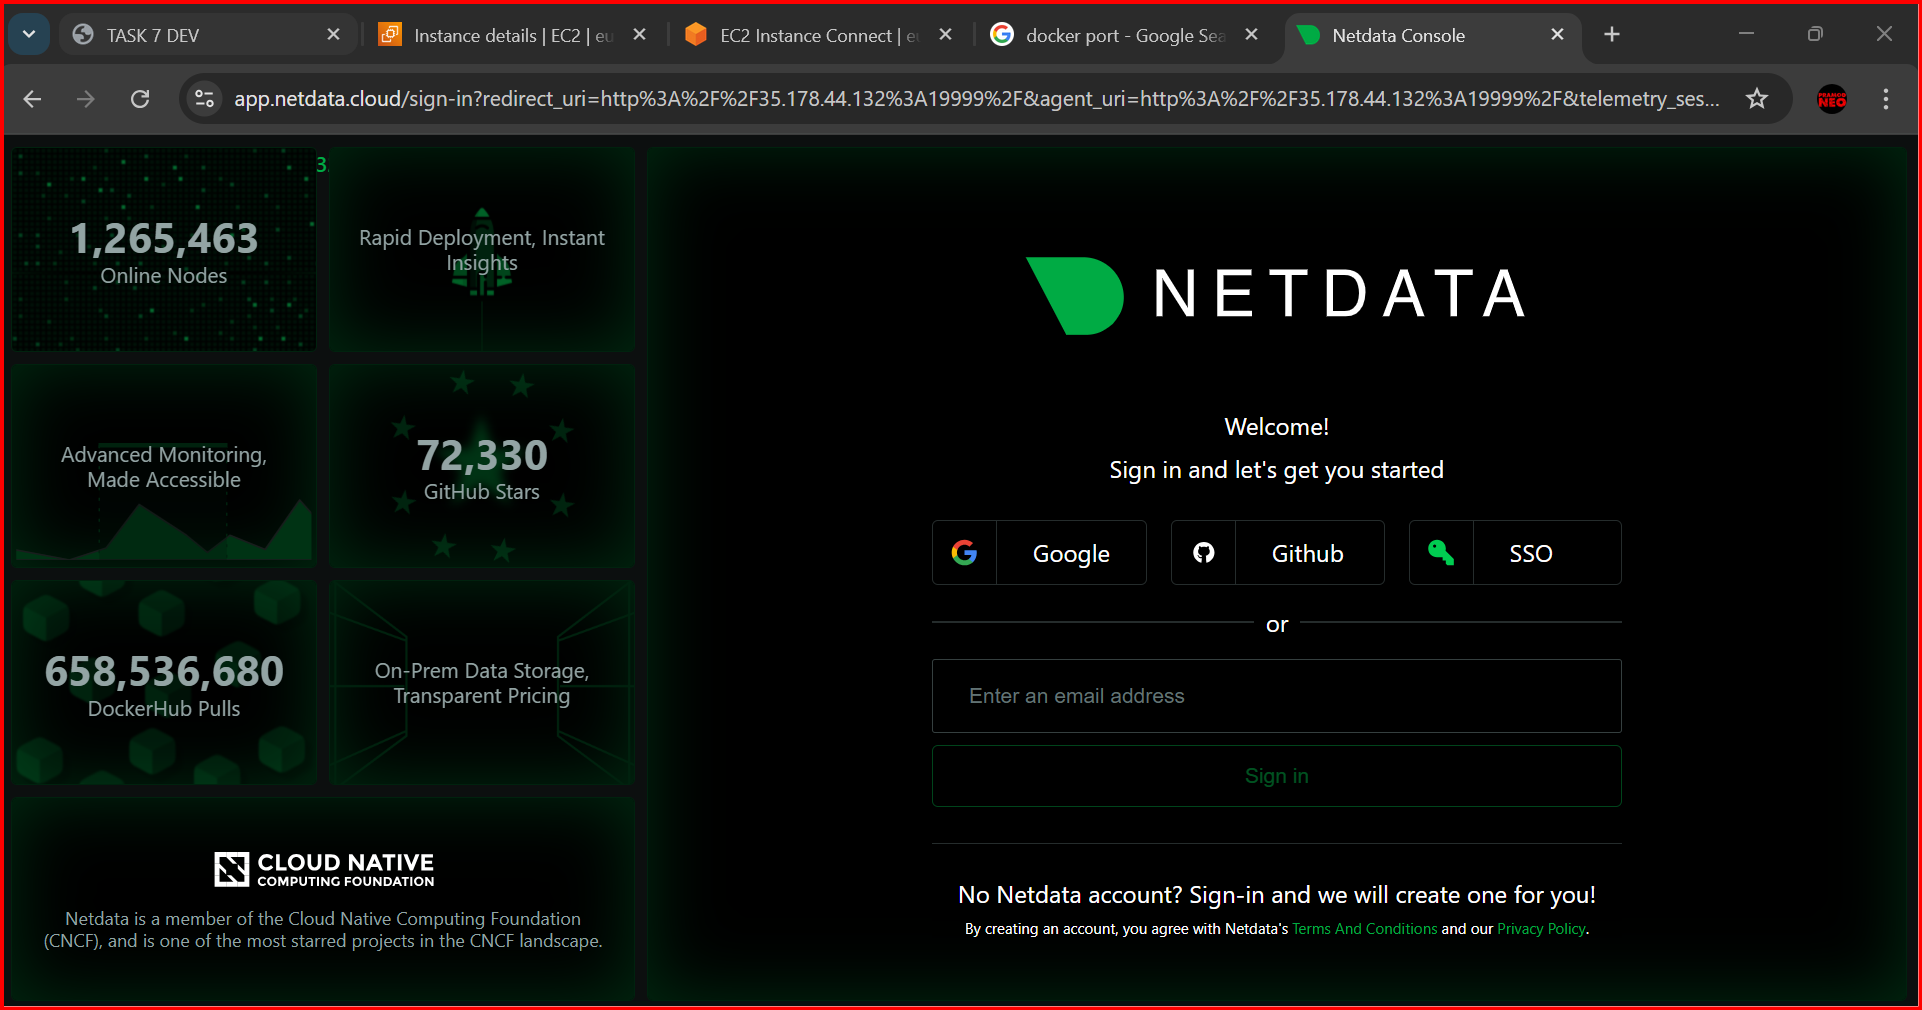 TASK 7 DEV
Instance details | EC2 | eu
EC2 Instance Connect | eu
docker port - Google Sea
Netdata Console
app.netdata.cloud/sign-in?redirect_uri=http%3A%2F%2F35.178.44.132%3A19999%2F&agent_uri=http%3A%2F%2F35.178.44.132%3A19999%2F&telemetry_ses...
NEO
3.
1,265,463
Online Nodes
Rapid Deployment, Instant
Insights
Advanced Monitoring,
Made Accessible
72,330
GitHub Stars
658,536,680
DockerHub Pulls
On-Prem Data Storage,
Transparent Pricing
CLOUD NATIVE
COMPUTING FOUNDATION
Netdata is a member of the Cloud Native Computing Foundation
(CNCF), and is one of the most starred projects in the CNCF landscape.
NETDATA
Welcome!
Sign in and let's get you started
Google
Github
SSO
or
Enter an email address
Sign in
No Netdata account? Sign-in and we will create one for you!
By creating an account, you agree with Netdata's Terms And Conditions and our Privacy Policy.